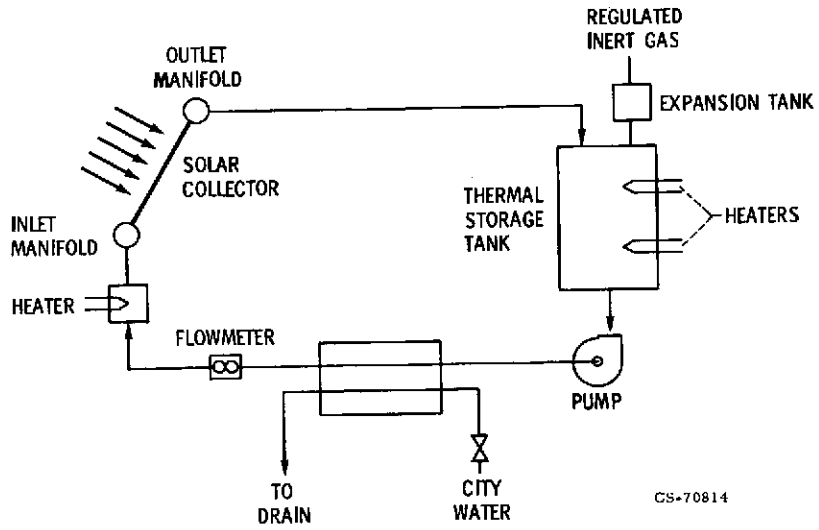 REGULATED
INERT GAS
OUTLET
MANIFOLD
EXPANSION TANK
SOLAR
COLLECTOR
THERMAL
STORAGE
TANK
HEATERS
INLET
MANIFOLD
HEATER
FLOWMETER
PUMP
TO
DRAIN
CITY
WATER
CS-70814